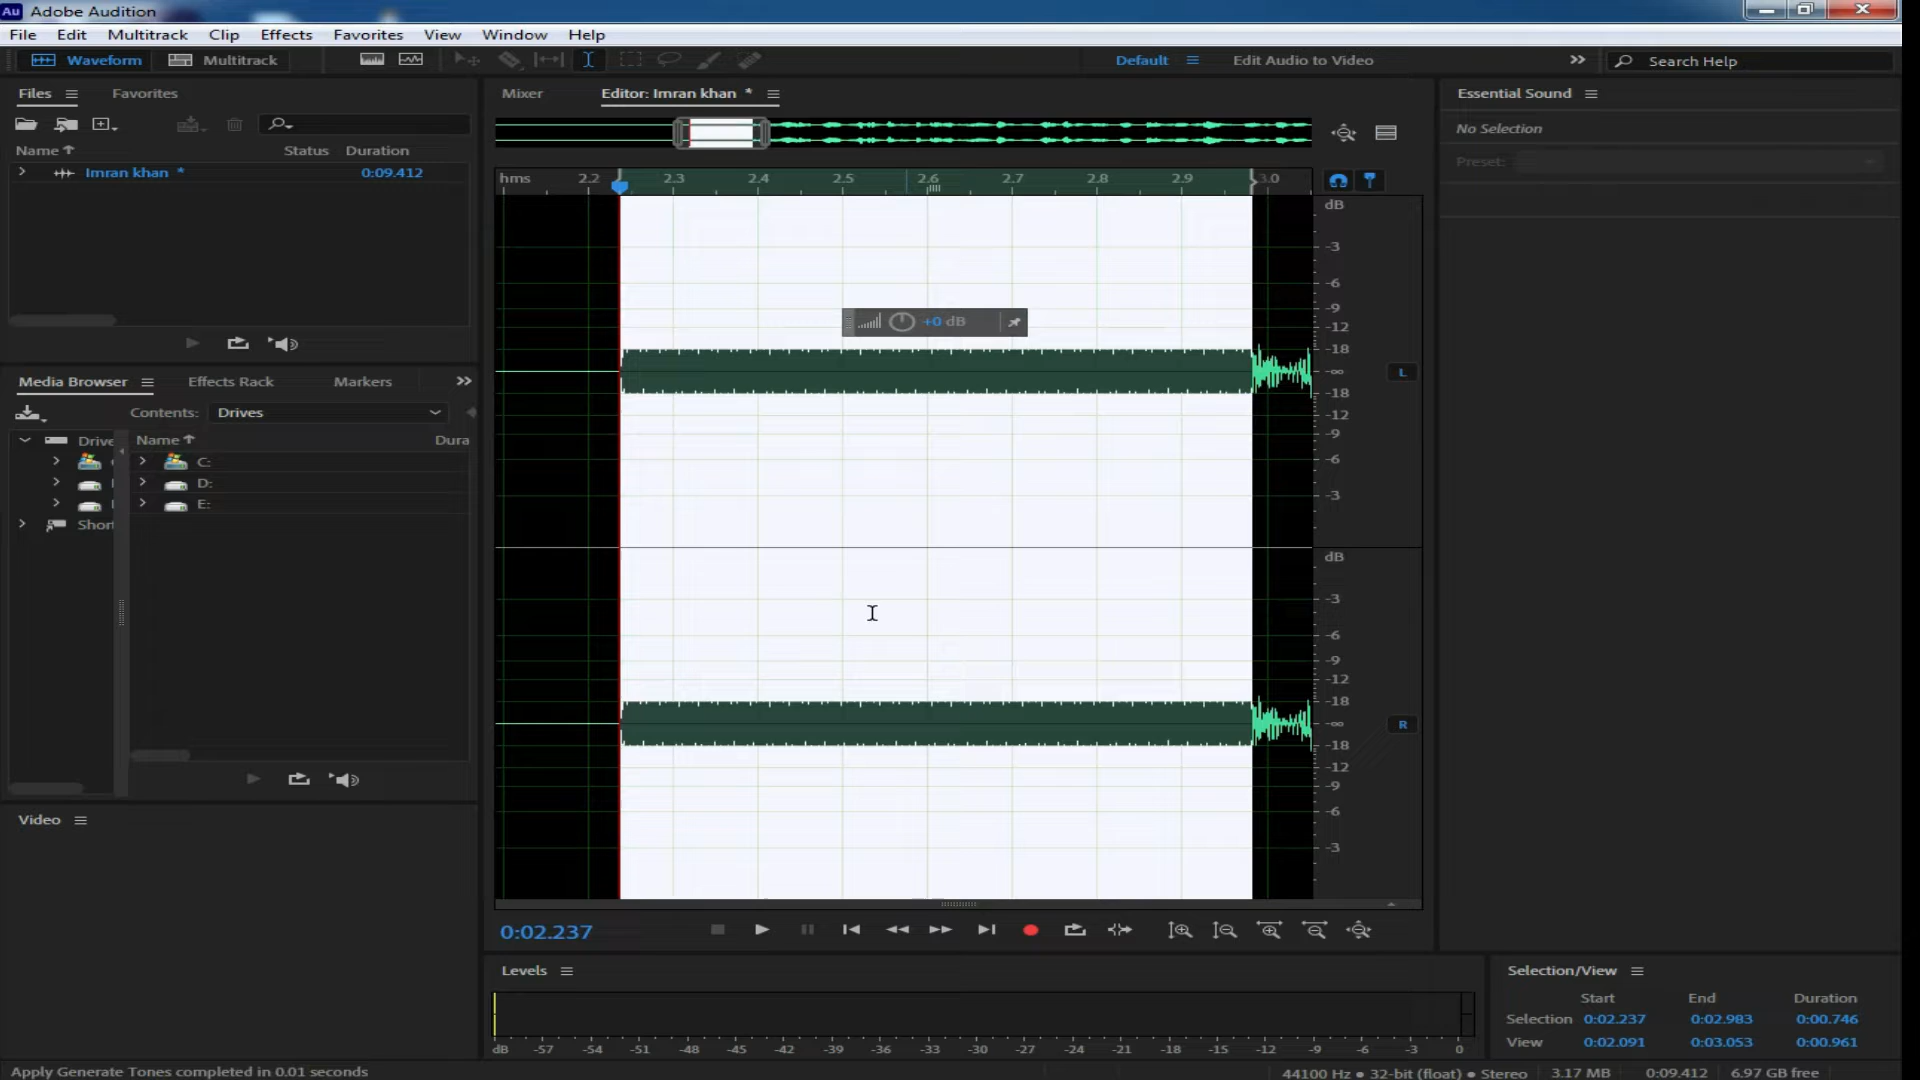 Au Adobe Audition
File Edit Multitrack Clip Effects Favorites View Window Help
Waveform Multitrack Default Edit Audio to Video Search Help
Files Favorites
Name Status Duration
Imran khan * 0:09.412
Media Browser Effects Rack Markers
Contents: Drives
Drive Name Dura
C:
D:
E:
Short
Video
Mixer Editor: Imran khan *
hms 2.2 2.3 2.4 2.5 2.6 2.7 2.8 2.9 3.0
dB
-3
-6
-9
+0 dB
-12
-18
-∞ L
-18
-12
-9
-6
-3
dB
-3
-6
-9
-12
-18
-∞ R
-18
-12
-9
-6
-3
0:02.237
Levels
dB -57 -54 -51 -48 -45 -42 -39 -36 -33 -30 -27 -24 -21 -18 -15 -12 -9 -6 -3 0
Essential Sound
No Selection
Preset:
Selection/View
Start End Duration
Selection 0:02.237 0:02.983 0:00.746
View 0:02.091 0:03.053 0:00.961
Apply Generate Tones completed in 0.01 seconds
44100 Hz ● 32-bit (float) ● Stereo 3.17 MB 0:09.412 6.97 GB free